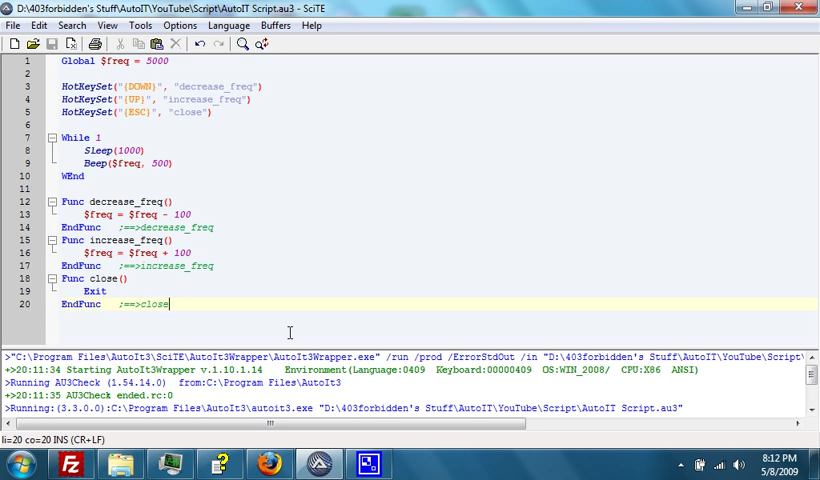 D:\403forbidden's Stuff\AutoIT\YouTube\Script\AutoIT Script.au3 - SciTE
File Edit Search View Tools Options Language Buffers Help
1 Global $freq = 5000
2
3 HotKeySet("{DOWN}", "decrease_freq")
4 HotKeySet("{UP}", "increase_freq")
5 HotKeySet("{ESC}", "close")
6
7 While 1
8 Sleep(1000)
9 Beep($freq, 500)
10 WEnd
11
12 Func decrease_freq()
13 $freq = $freq - 100
14 EndFunc ;==>decrease_freq
15 Func increase_freq()
16 $freq = $freq + 100
17 EndFunc ;==>increase_freq
18 Func close()
19 Exit
20 EndFunc ;==>close
>"C:\Program Files\AutoIt3\SciTE\AutoIt3Wrapper\AutoIt3Wrapper.exe" /run /prod /ErrorStdOut /in "D:\403forbidden's Stuff\AutoIT\YouTube\Script\
+>20:11:34 Starting AutoIt3Wrapper v.1.10.1.14 Environment(Language:0409 Keyboard:00000409 OS:WIN_2008/ CPU:X86 ANSI)
>Running AU3Check (1.54.14.0) from:C:\Program Files\AutoIt3
+>20:11:35 AU3Check ended.rc:0
>Running:(3.3.0.0):C:\Program Files\AutoIt3\autoit3.exe "D:\403forbidden's Stuff\AutoIT\YouTube\Script\AutoIT Script.au3"
li=20 co=20 INS (CR+LF)
8:12 PM
5/8/2009